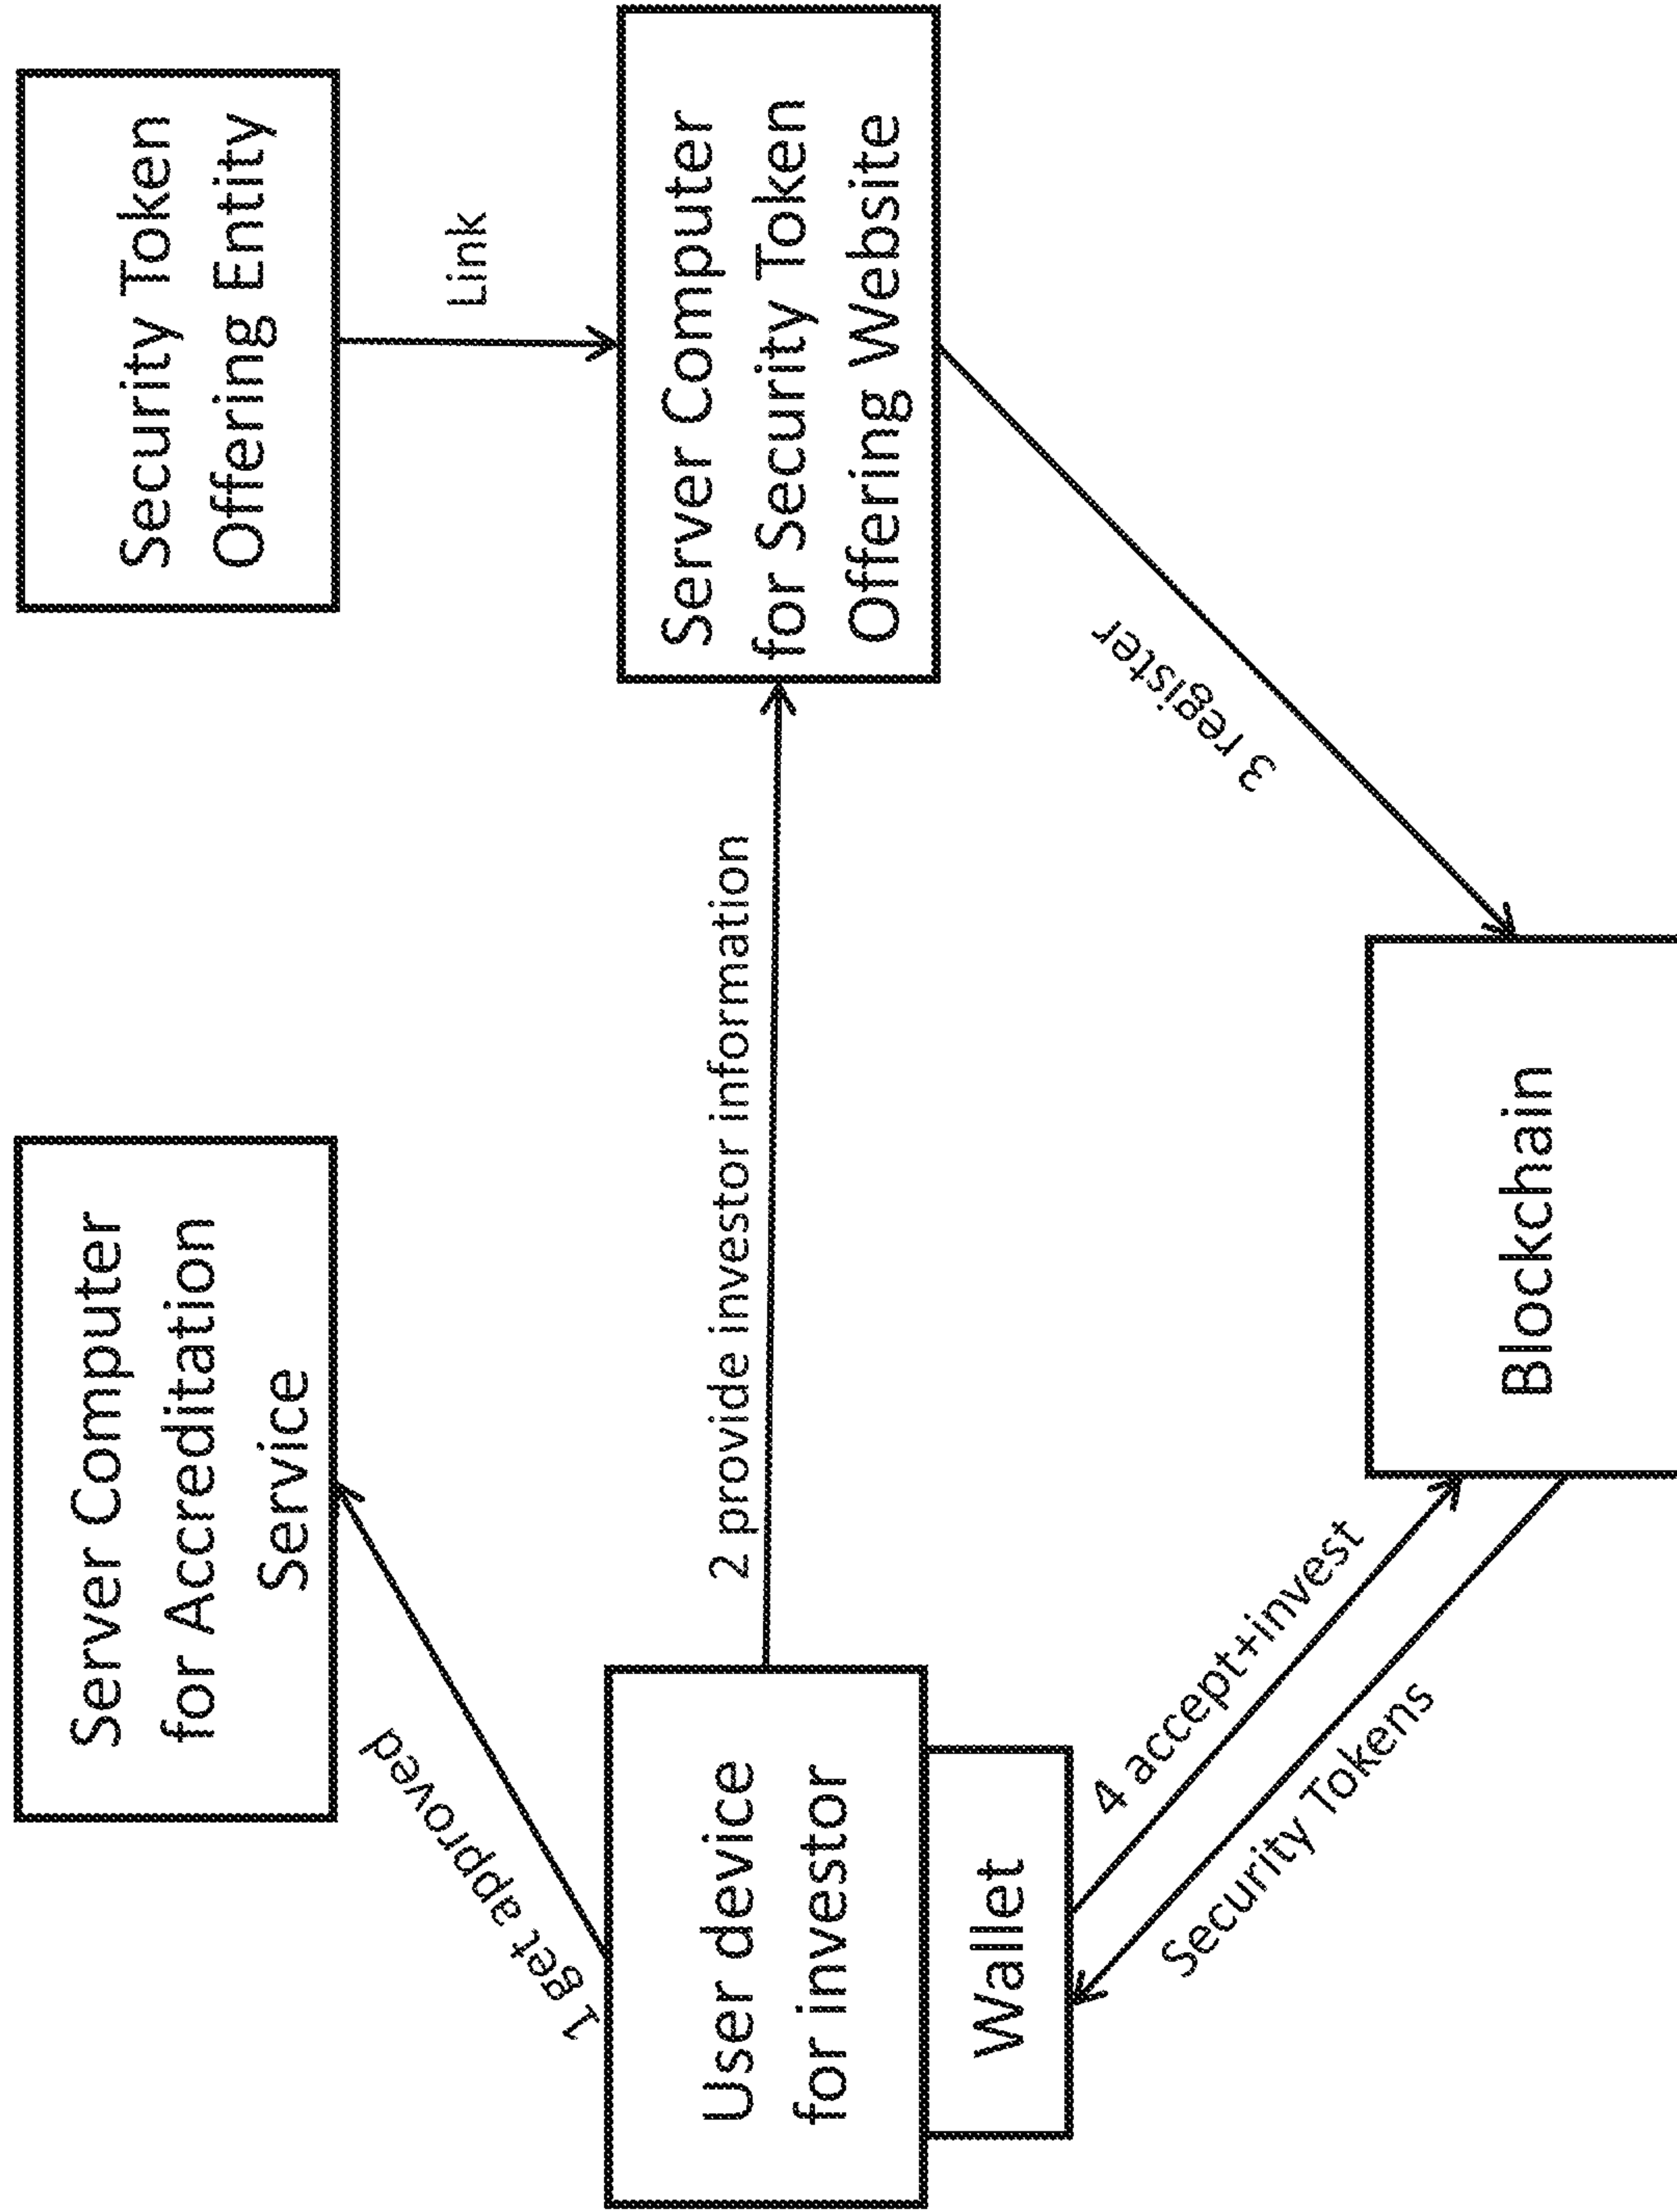 Server Computer
for Accreditation
Service
Security Token
Offering Entity
1 get approved
Link
User device
for investor
2 provide investor information
Server Computer
for Security Token
Offering Website
Wallet
4 accept+invest
Security Tokens
3 register
Blockchain